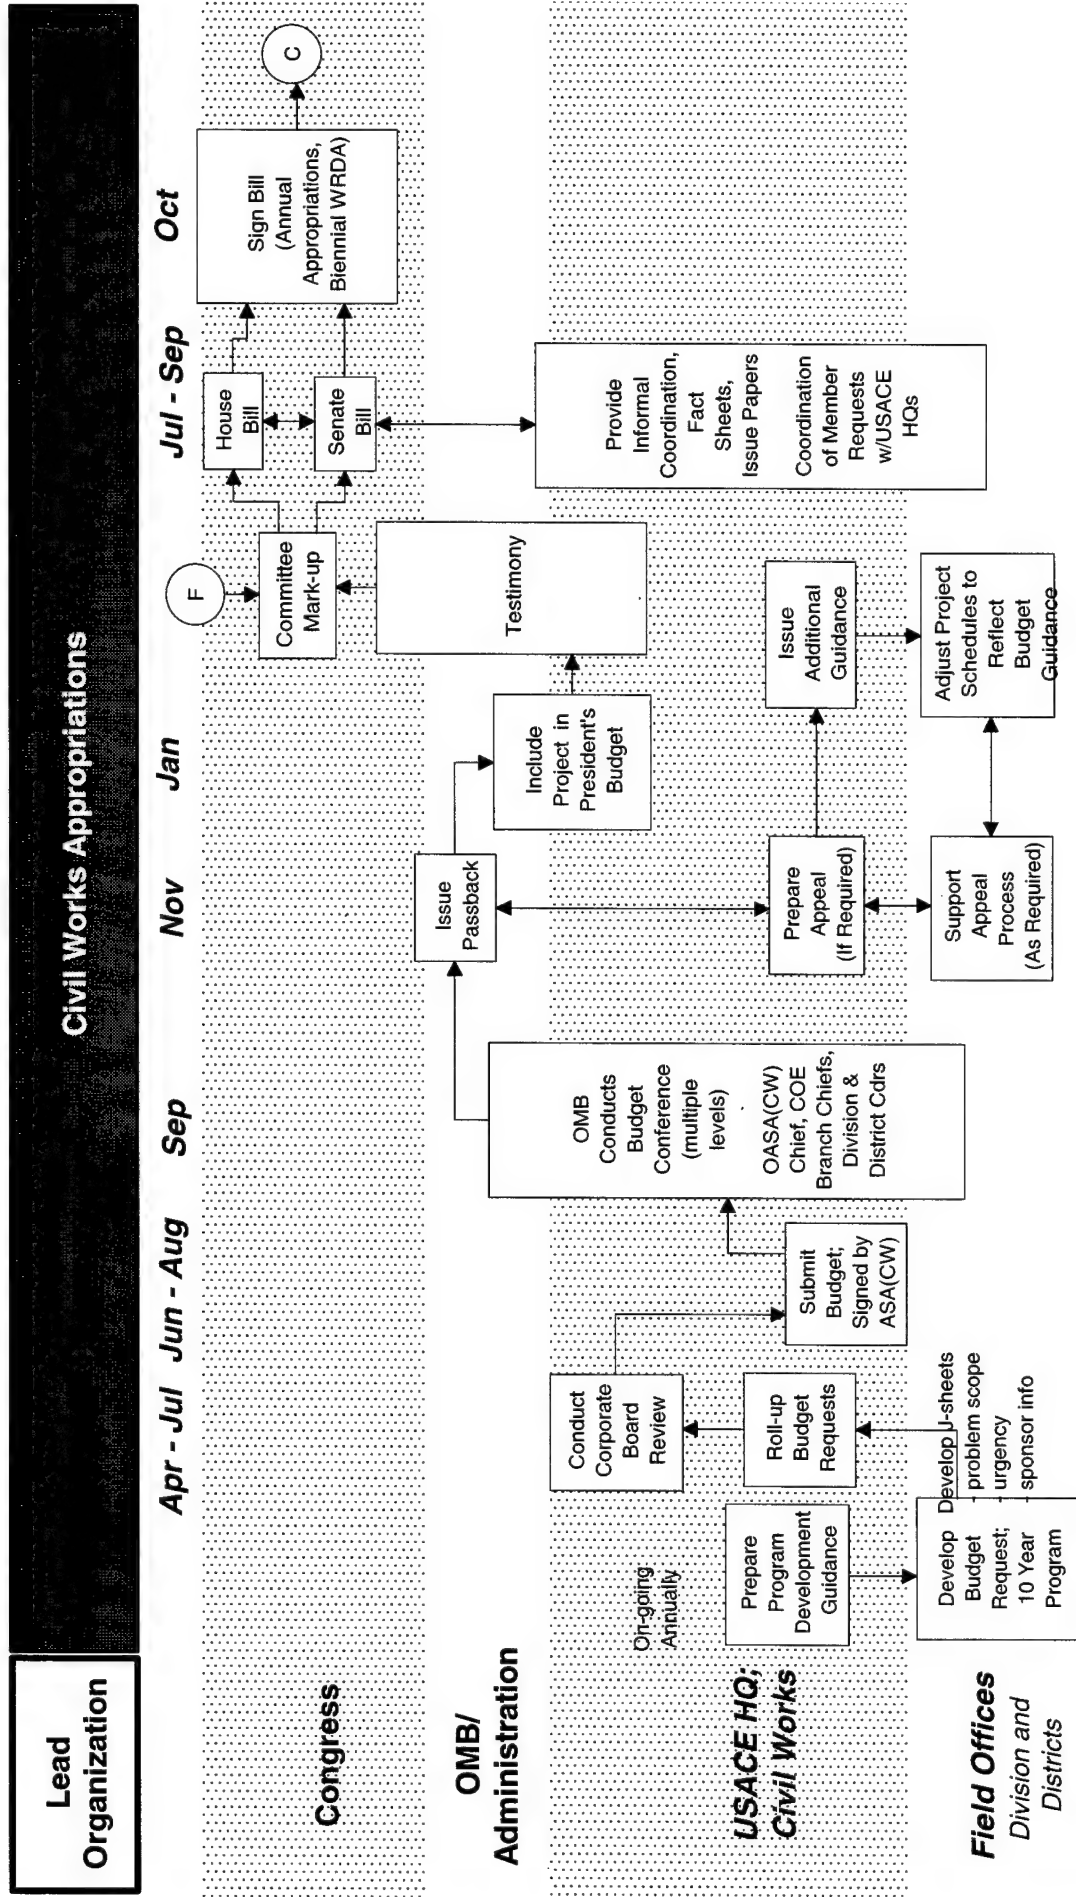 Civil Works Appropriations
Lead
Organization
Apr - Jul
Jun - Aug
Sep
Nov
Jan
Jul - Sep
Oct
Congress
F
Committee
Mark-up
House
Bill
Senate
Bill
Sign Bill
(Annual
Appropriations,
Biennial WRDA)
C
OMB/
Administration
Issue
Passback
Include
Project in
President's
Budget
Testimony
USACE HQ;
Civil Works
On-going
Annually
Prepare
Program
Development
Guidance
Conduct
Corporate
Board
Review
Roll-up
Budget
Requests
Submit
Budget;
Signed by
ASA(CW)
OMB
Conducts
Budget
Conference
(multiple
levels)
OASA(CW)
Chief, COE
Branch Chiefs,
Division &
District Cdrs
Prepare
Appeal
(If Required)
Issue
Additional
Guidance
Provide
Informal
Coordination,
Fact
Sheets,
Issue Papers
Coordination
of Member
Requests
w/USACE
HQs
Field Offices
Division and
Districts
Develop
Budget
Request;
10 Year
Program
Develop J-sheets
- problem scope
- urgency
- sponsor info
Support
Appeal
Process
(As Required)
Adjust Project
Schedules to
Reflect
Budget
Guidance